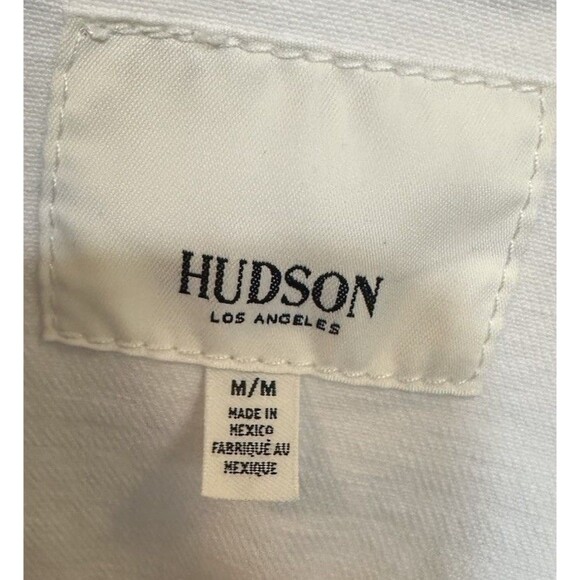 HUDSON
LOS ANGELES
M/M
MADE IN
MEXICO
FABRIQUÉ AU
MEXIQUE